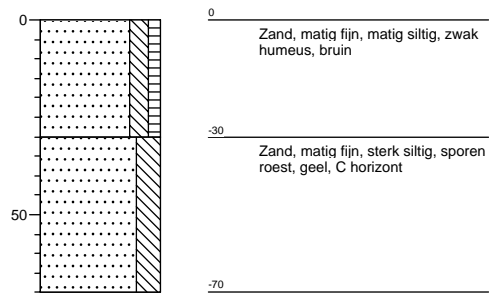 0
0
Zand, matig fijn, matig siltig, zwak
humeus, bruin
-30
Zand, matig fijn, sterk siltig, sporen
roest, geel, C horizont
50
-70